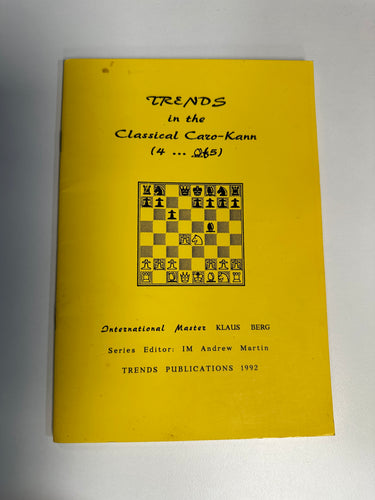 TRENDS
in the
Classical Caro-Kann
(4 ... Qf5)
International Master KLAUS BERG
Series Editor: IM Andrew Martin
TRENDS PUBLICATIONS 1992